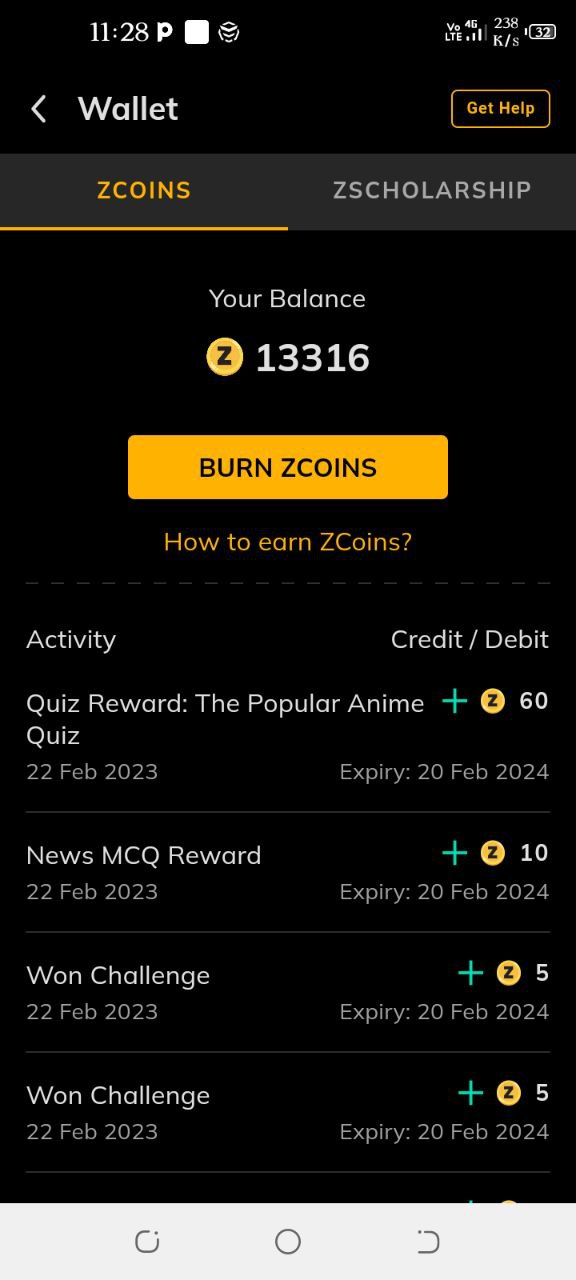 11:28
Vo LTE 4G 238 K/s 32
Wallet
Get Help
ZCOINS ZSCHOLARSHIP
Your Balance
Z 13316
BURN ZCOINS
How to earn ZCoins?
Activity Credit / Debit
Quiz Reward: The Popular Anime + Z 60
Quiz
22 Feb 2023 Expiry: 20 Feb 2024
News MCQ Reward + Z 10
22 Feb 2023 Expiry: 20 Feb 2024
Won Challenge + Z 5
22 Feb 2023 Expiry: 20 Feb 2024
Won Challenge + Z 5
22 Feb 2023 Expiry: 20 Feb 2024